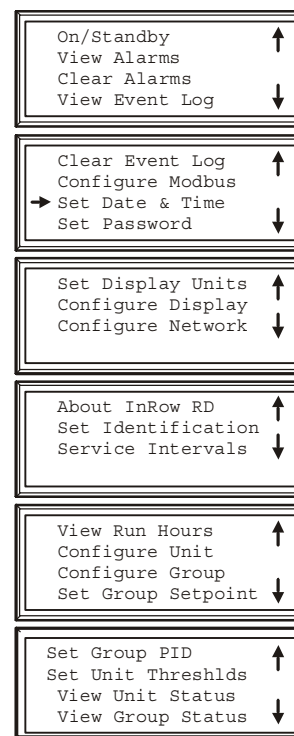 On/Standby
View Alarms
Clear Alarms
View Event Log
Clear Event Log
Configure Modbus
Set Date & Time
Set Password
Set Display Units
Configure Display
Configure Network
About InRow RD
Set Identification
Service Intervals
View Run Hours
Configure Unit
Configure Group
Set Group Setpoint
Set Group PID
Set Unit Threshlds
View Unit Status
View Group Status